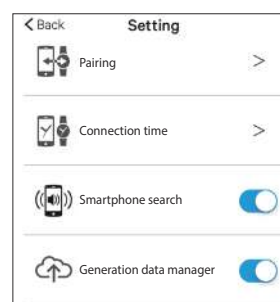 < Back Setting
Pairing >
Connection time >
Smartphone search
Generation data manager